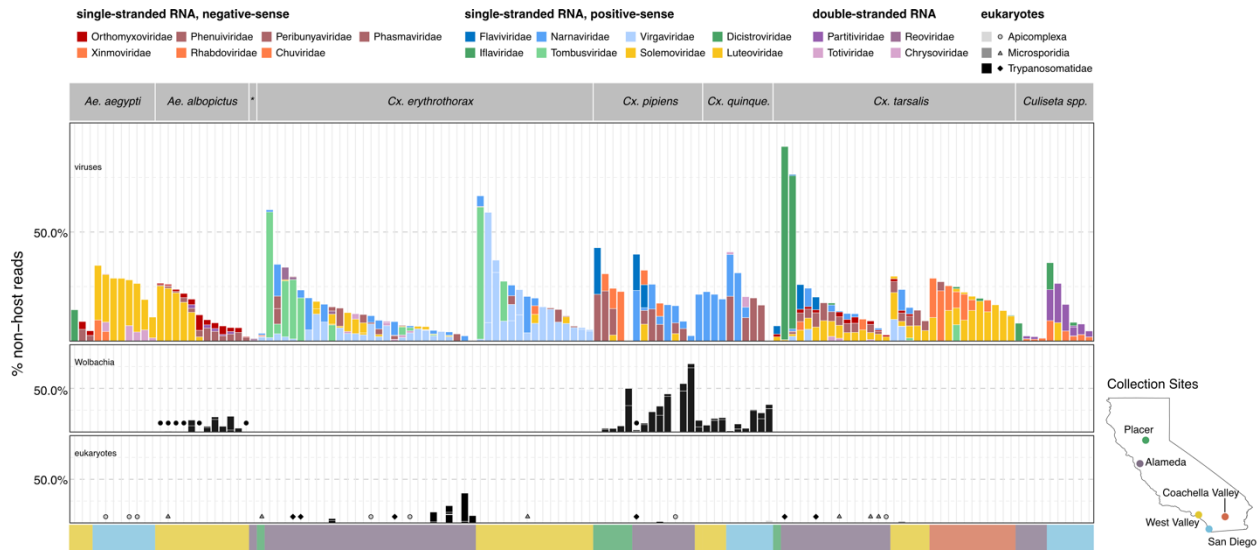 single-stranded RNA, negative-sense
Orthomyxoviridae Phenuiviridae Peribunyaviridae Phasmaviridae
Xinmoviridae Rhabdoviridae Chuviridae
single-stranded RNA, positive-sense
Flaviviridae Narnaviridae Virgaviridae Dicistroviridae
Iflaviridae Tombusviridae Solemoviridae Luteoviridae
double-stranded RNA
Partitiviridae Reoviridae
Totiviridae Chrysoviridae
eukaryotes
Apicomplexa
Microsporidia
Trypanosomatidae
Ae. aegypti Ae. albopictus * Cx. erythrothorax Cx. pipiens Cx. quinque. Cx. tarsalis Culiseta spp.
% non−host reads
viruses
50.0%
Wolbachia
50.0%
eukaryotes
50.0%
Collection Sites
Placer
Alameda
Coachella Valley
West Valley
San Diego